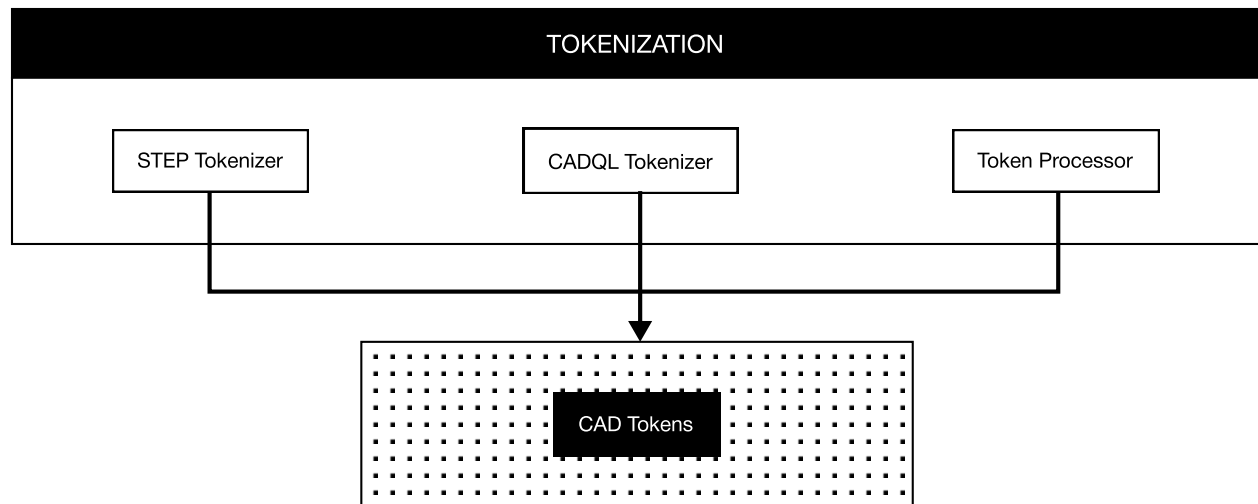 TOKENIZATION
STEP Tokenizer
CADQL Tokenizer
Token Processor
CAD Tokens